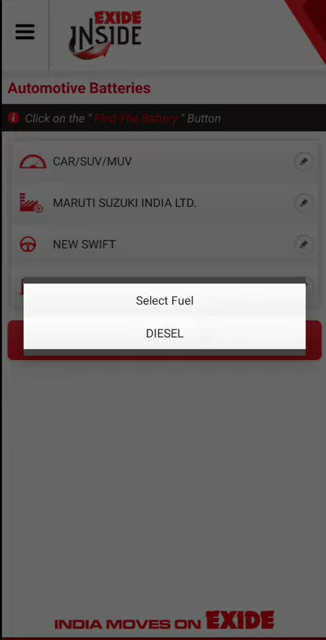 EXIDE
INSIDE
Automotive Batteries
Click on the " Find The Battery " Button
CAR/SUV/MUV
MARUTI SUZUKI INDIA LTD.
NEW SWIFT
Select Fuel
DIESEL
INDIA MOVES ON EXIDE